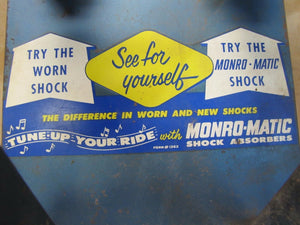 TRY THE
WORN
SHOCK
See for
yourself
TRY THE
MONRO-MATIC
SHOCK
THE DIFFERENCE IN WORN AND NEW SHOCKS
TUNE-UP YOUR RIDE with MONRO-MATIC
SHOCK ABSORBERS